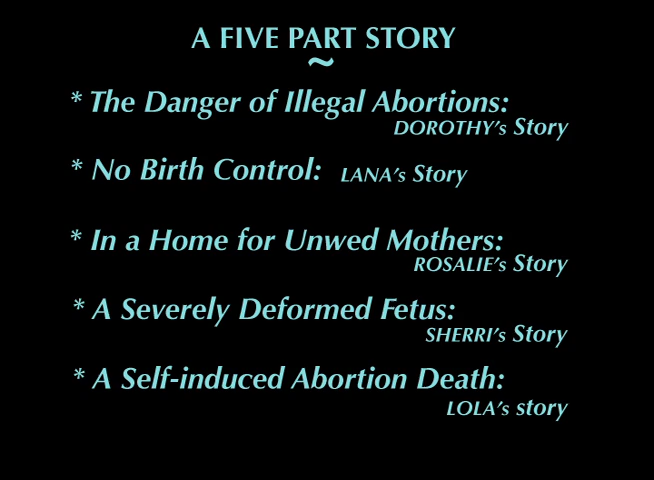 A FIVE PART STORY
~
* The Danger of Illegal Abortions:
DOROTHY's Story
* No Birth Control: LANA's Story
* In a Home for Unwed Mothers:
ROSALIE's Story
* A Severely Deformed Fetus:
SHERRI's Story
* A Self-induced Abortion Death:
LOLA's story